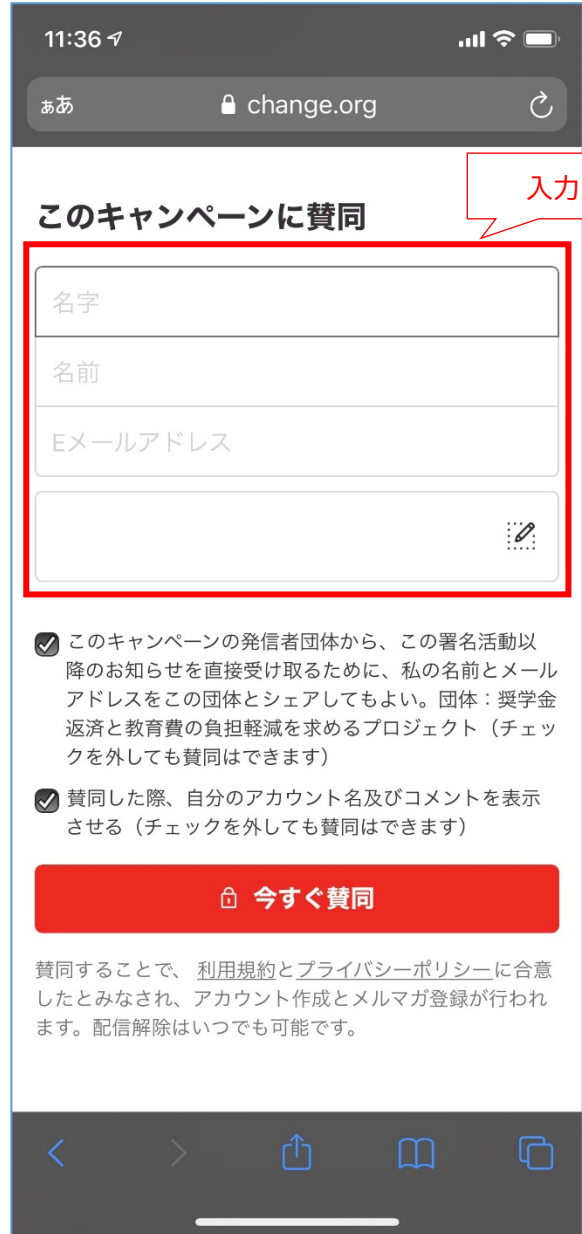 11:36
ぁあ change.org
入力
このキャンペーンに賛同
名字
名前
Eメールアドレス
このキャンペーンの発信者団体から、この署名活動以
降のお知らせを直接受け取るために、私の名前とメール
アドレスをこの団体とシェアしてもよい。団体：奨学金
返済と教育費の負担軽減を求めるプロジェクト（チェッ
クを外しても賛同はできます）
賛同した際、自分のアカウント名及びコメントを表示
させる（チェックを外しても賛同はできます）
今すぐ賛同
賛同することで、 利用規約とプライバシーポリシーに合意
したとみなされ、アカウント作成とメルマガ登録が行われ
ます。配信解除はいつでも可能です。